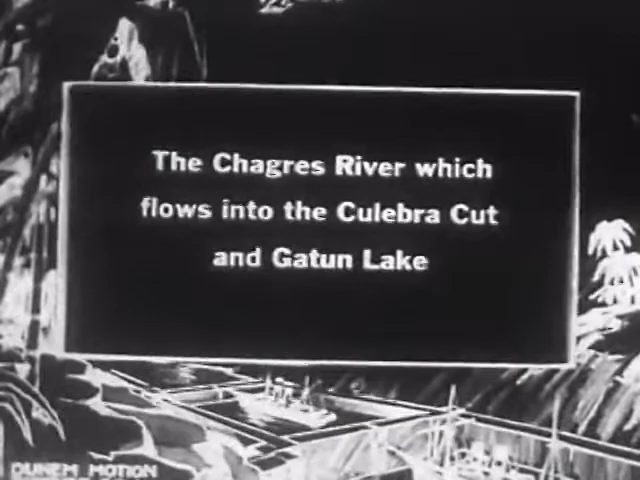 The Chagres River which
flows into the Culebra Cut
and Gatun Lake
DUNEM MOTION